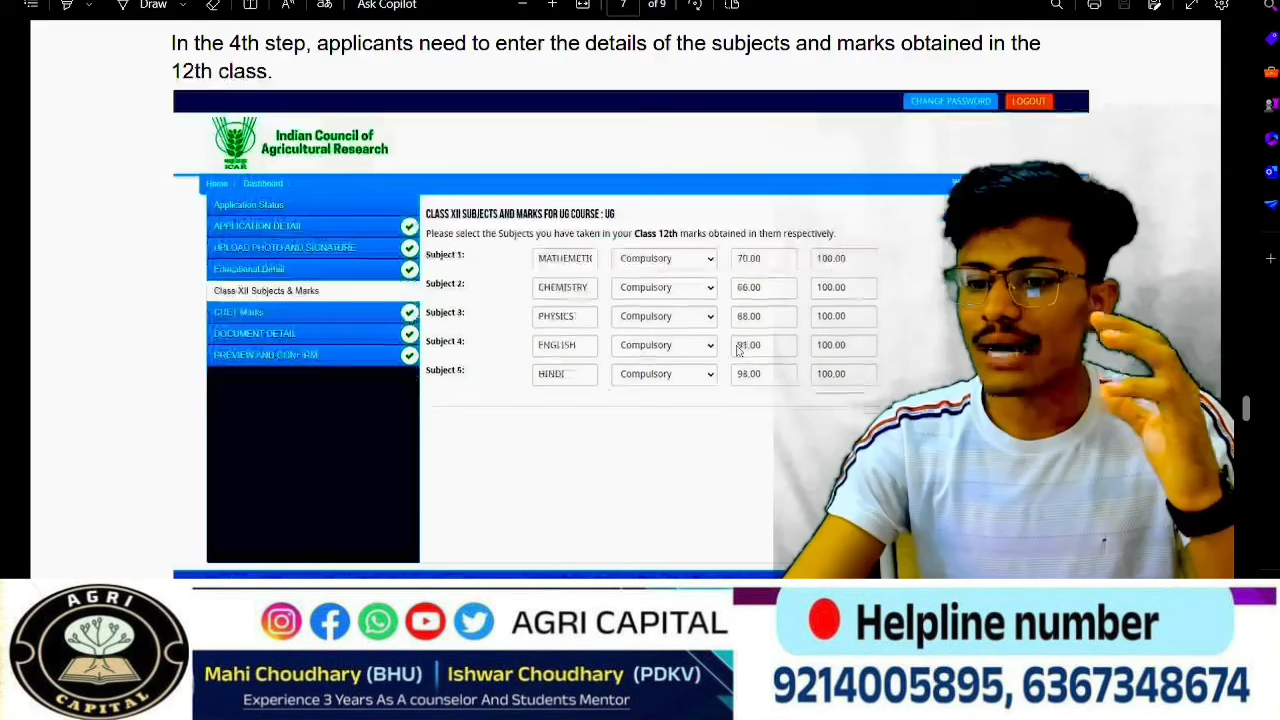 Draw
Ask Copilot
7 of 9
In the 4th step, applicants need to enter the details of the subjects and marks obtained in the
12th class.
CHANGE PASSWORD LOGOUT
Indian Council of
Agricultural Research
ICAR
Home Dashboard
Application Status
APPLICATION DETAIL
UPLOAD PHOTO AND SIGNATURE
Educational Detail
Class XII Subjects & Marks
CUET Marks
DOCUMENT DETAIL
PREVIEW AND CONFIRM
CLASS XII SUBJECTS AND MARKS FOR UG COURSE : UG
Please select the Subjects you have taken in your Class 12th marks obtained in them respectively.
Subject 1: MATHEMETIC Compulsory 70.00 100.00
Subject 2: CHEMISTRY Compulsory 66.00 100.00
Subject 3: PHYSICS Compulsory 68.00 100.00
Subject 4: ENGLISH Compulsory 100.00
Subject 5: HINDI Compulsory 98.00 100.00
AGRI
CAPITAL
AGRI CAPITAL
Mahi Choudhary (BHU) | Ishwar Choudhary (PDKV)
Experience 3 Years As A counselor And Students Mentor
Helpline number
9214005895, 6367348674